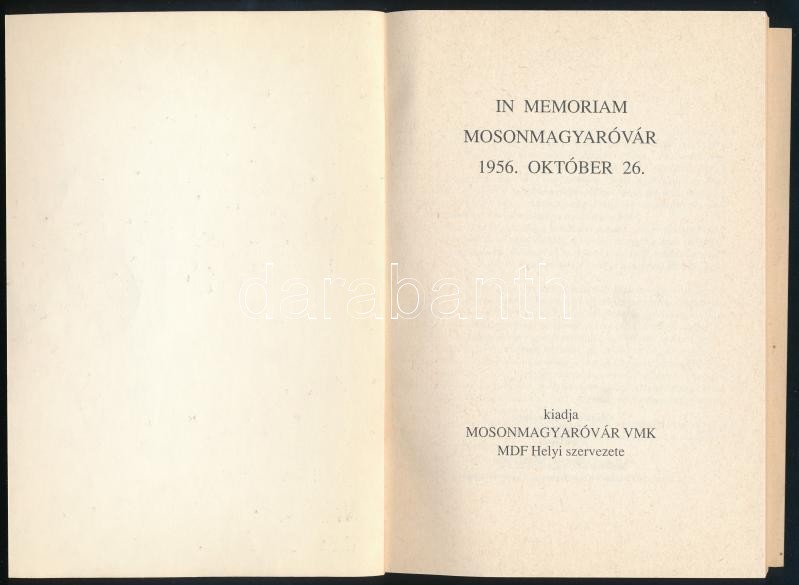 IN MEMORIAM
MOSONMAGYARÓVÁR
1956. OKTÓBER 26.
darabanth
kiadja
MOSONMAGYARÓVÁR VMK
MDF Helyi szervezete